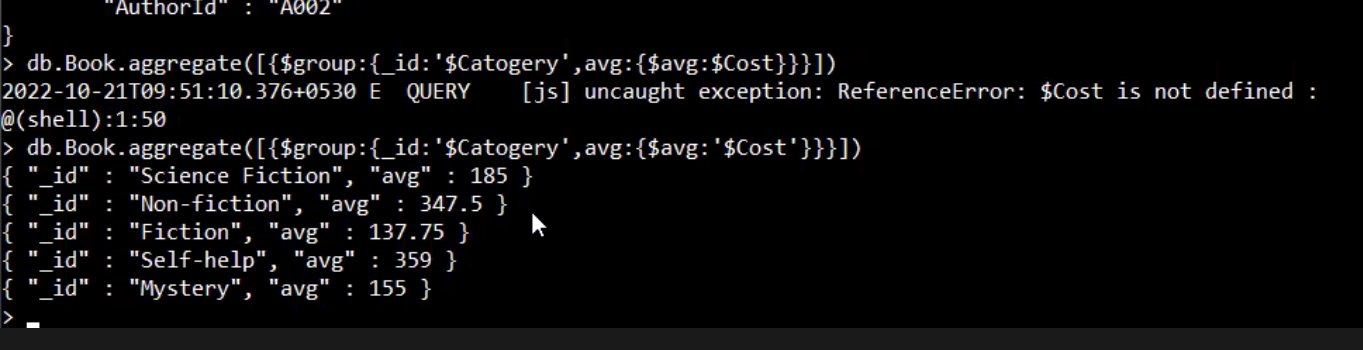 "AuthorId" : "A002"
}
> db.Book.aggregate([{$group:{_id:'$Catogery',avg:{$avg:$Cost}}}])
2022-10-21T09:51:10.376+0530 E  QUERY    [js] uncaught exception: ReferenceError: $Cost is not defined :
@(shell):1:50
> db.Book.aggregate([{$group:{_id:'$Catogery',avg:{$avg:'$Cost'}}}])
{ "_id" : "Science Fiction", "avg" : 185 }
{ "_id" : "Non-fiction", "avg" : 347.5 }
{ "_id" : "Fiction", "avg" : 137.75 }
{ "_id" : "Self-help", "avg" : 359 }
{ "_id" : "Mystery", "avg" : 155 }
>